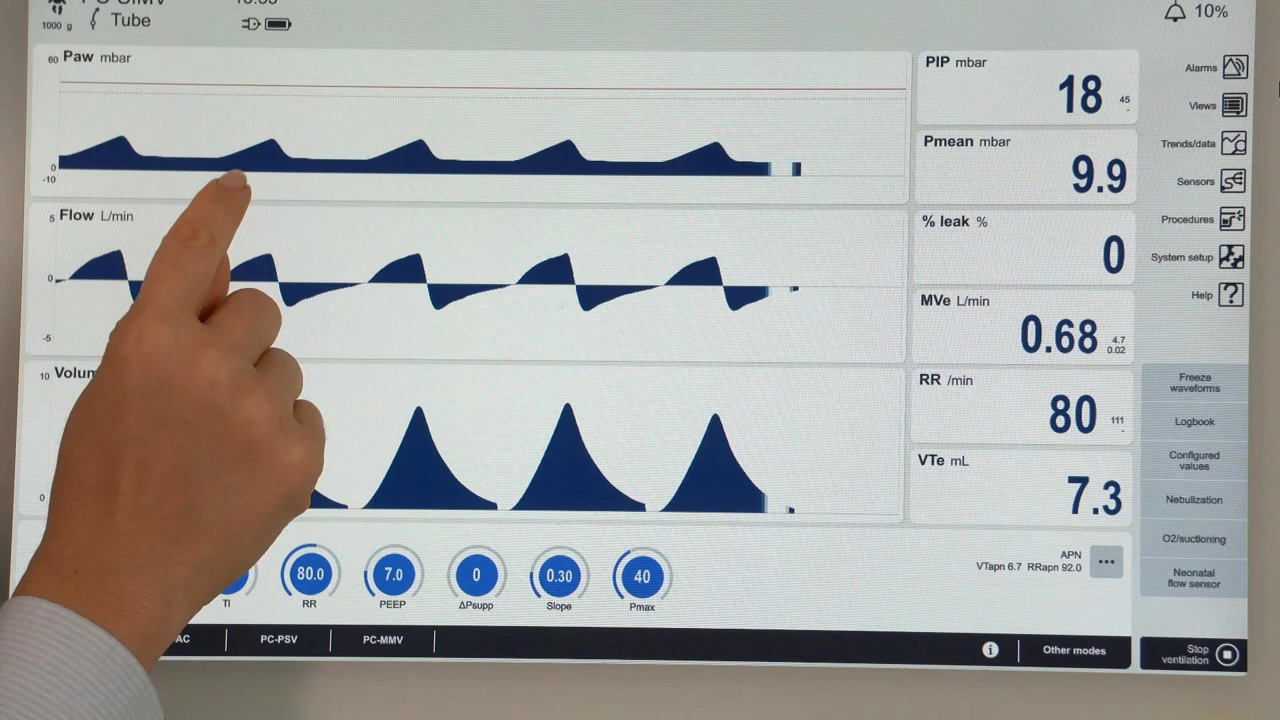 1000 g Tube
10%
60 Paw mbar
0
-10
5 Flow L/min
0
-5
10
0
PIP mbar
18 45
-
Pmean mbar
9.9
% leak %
0
MVe L/min
0.68 4.7
0.02
RR /min
80 111
-
VTe mL
7.3
Alarms
Views
Trends/data
Sensors
Procedures
System setup
Help ?
Freeze
waveforms
Logbook
Configured
values
Nebulization
O2/suctioning
Neonatal
flow sensor
80.0 7.0 0 0.30 40
TI RR PEEP ΔPsupp Slope Pmax
APN
VTapn 6.7 RRapn 92.0 •••
AC PC-PSV PC-MMV
i Other modes
Stop
ventilation